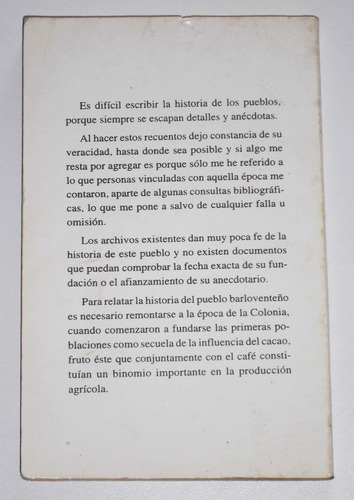 Es difícil escribir la historia de los pueblos,
porque siempre se escapan detalles y anécdotas.
Al hacer estos recuentos dejo constancia de su
veracidad, hasta donde sea posible y si algo me
resta por agregar es porque sólo me he referido a
lo que personas vinculadas con aquella época me
contaron, aparte de algunas consultas bibliográfi-
cas, lo que me pone a salvo de cualquier falla u
omisión.
Los archivos existentes dan muy poca fe de la
historia de este pueblo y no existen documentos
que puedan comprobar la fecha exacta de su fun-
dación o el afianzamiento de su anecdotario.
Para relatar la historia del pueblo barloventeño
es necesario remontarse a la época de la Colonia,
cuando comenzaron a fundarse las primeras po-
blaciones como secuela de la influencia del cacao,
fruto éste que conjuntamente con el café consti-
tuían un binomio importante en la producción
agrícola.